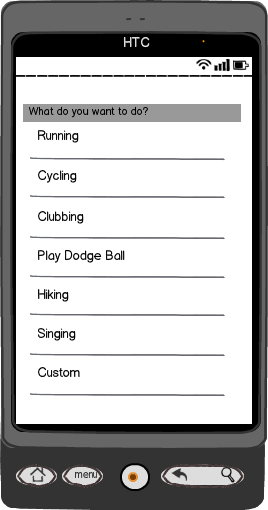 HTC
What do you want to do?
Running
Cycling
Clubbing
Play Dodge Ball
Hiking
Singing
Custom
menu